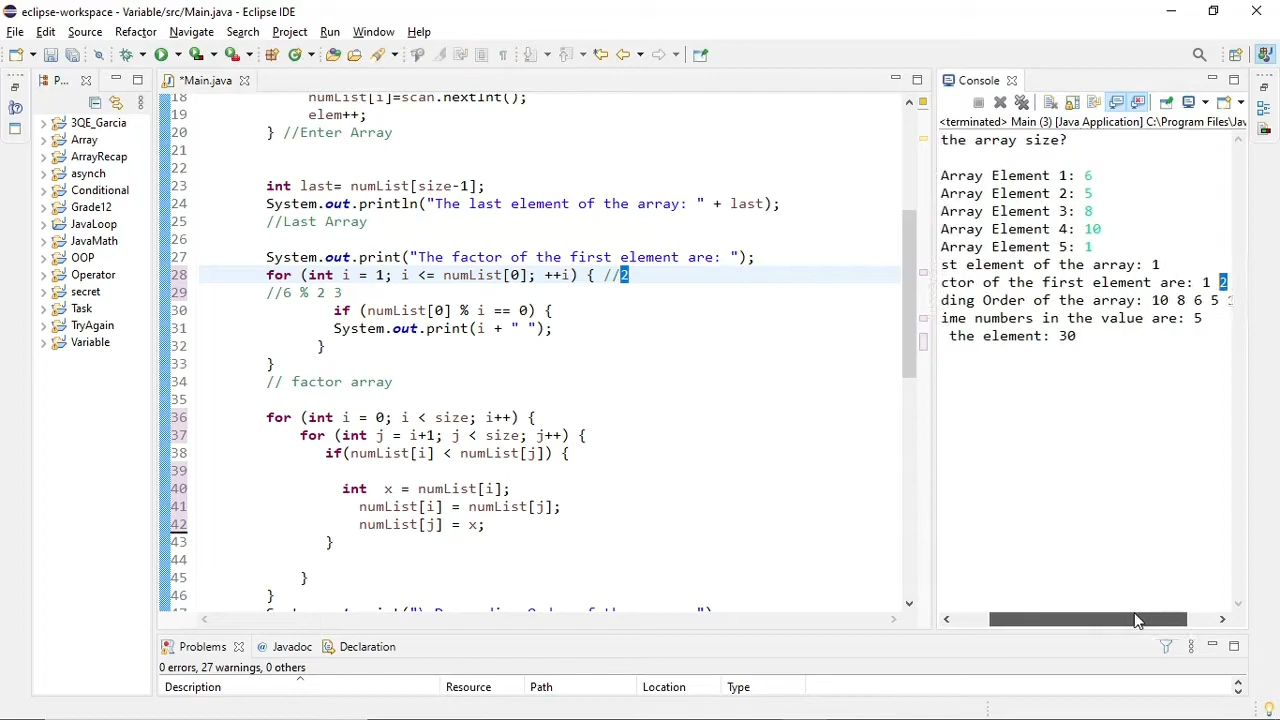 eclipse-workspace - Variable/src/Main.java - Eclipse IDE
File Edit Source Refactor Navigate Search Project Run Window Help
P...
3QE_Garcia
Array
ArrayRecap
asynch
Conditional
Grade12
JavaLoop
JavaMath
OOP
Operator
secret
Task
TryAgain
Variable
*Main.java
18 numList[i]=scan.nextInt();
19 elem++;
20 } //Enter Array
21
22
23 int last= numList[size-1];
24 System.out.println("The last element of the array: " + last);
25 //Last Array
26
27 System.out.print("The factor of the first element are: ");
28 for (int i = 1; i <= numList[0]; ++i) { //2
29 //6 % 2 3
30 if (numList[0] % i == 0) {
31 System.out.print(i + " ");
32 }
33 }
34 // factor array
35
36 for (int i = 0; i < size; i++) {
37 for (int j = i+1; j < size; j++) {
38 if(numList[i] < numList[j]) {
39
40 int x = numList[i];
41 numList[i] = numList[j];
42 numList[j] = x;
43 }
44
45 }
46 }
Console
<terminated> Main (3) [Java Application] C:\Program Files\Jav
the array size?
Array Element 1: 6
Array Element 2: 5
Array Element 3: 8
Array Element 4: 10
Array Element 5: 1
st element of the array: 1
ctor of the first element are: 1 2
ding Order of the array: 10 8 6 5
ime numbers in the value are: 5
the element: 30
Problems Javadoc Declaration
0 errors, 27 warnings, 0 others
Description Resource Path Location Type